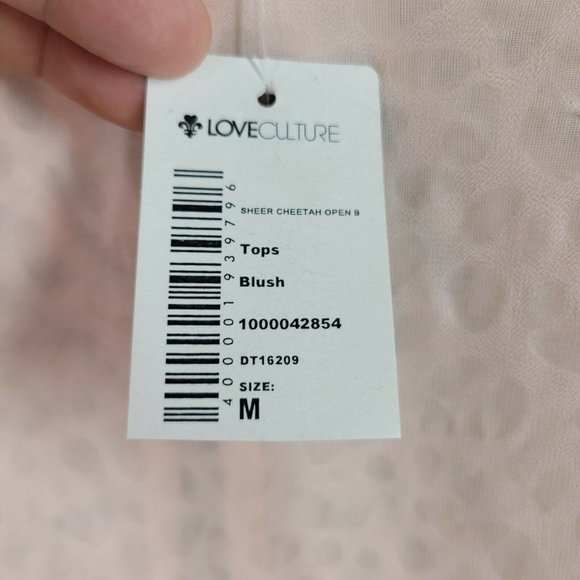 LOVECULTURE
SHEER CHEETAH OPEN B
Tops
Blush
1000042854
DT16209
SIZE:
M
400001939796